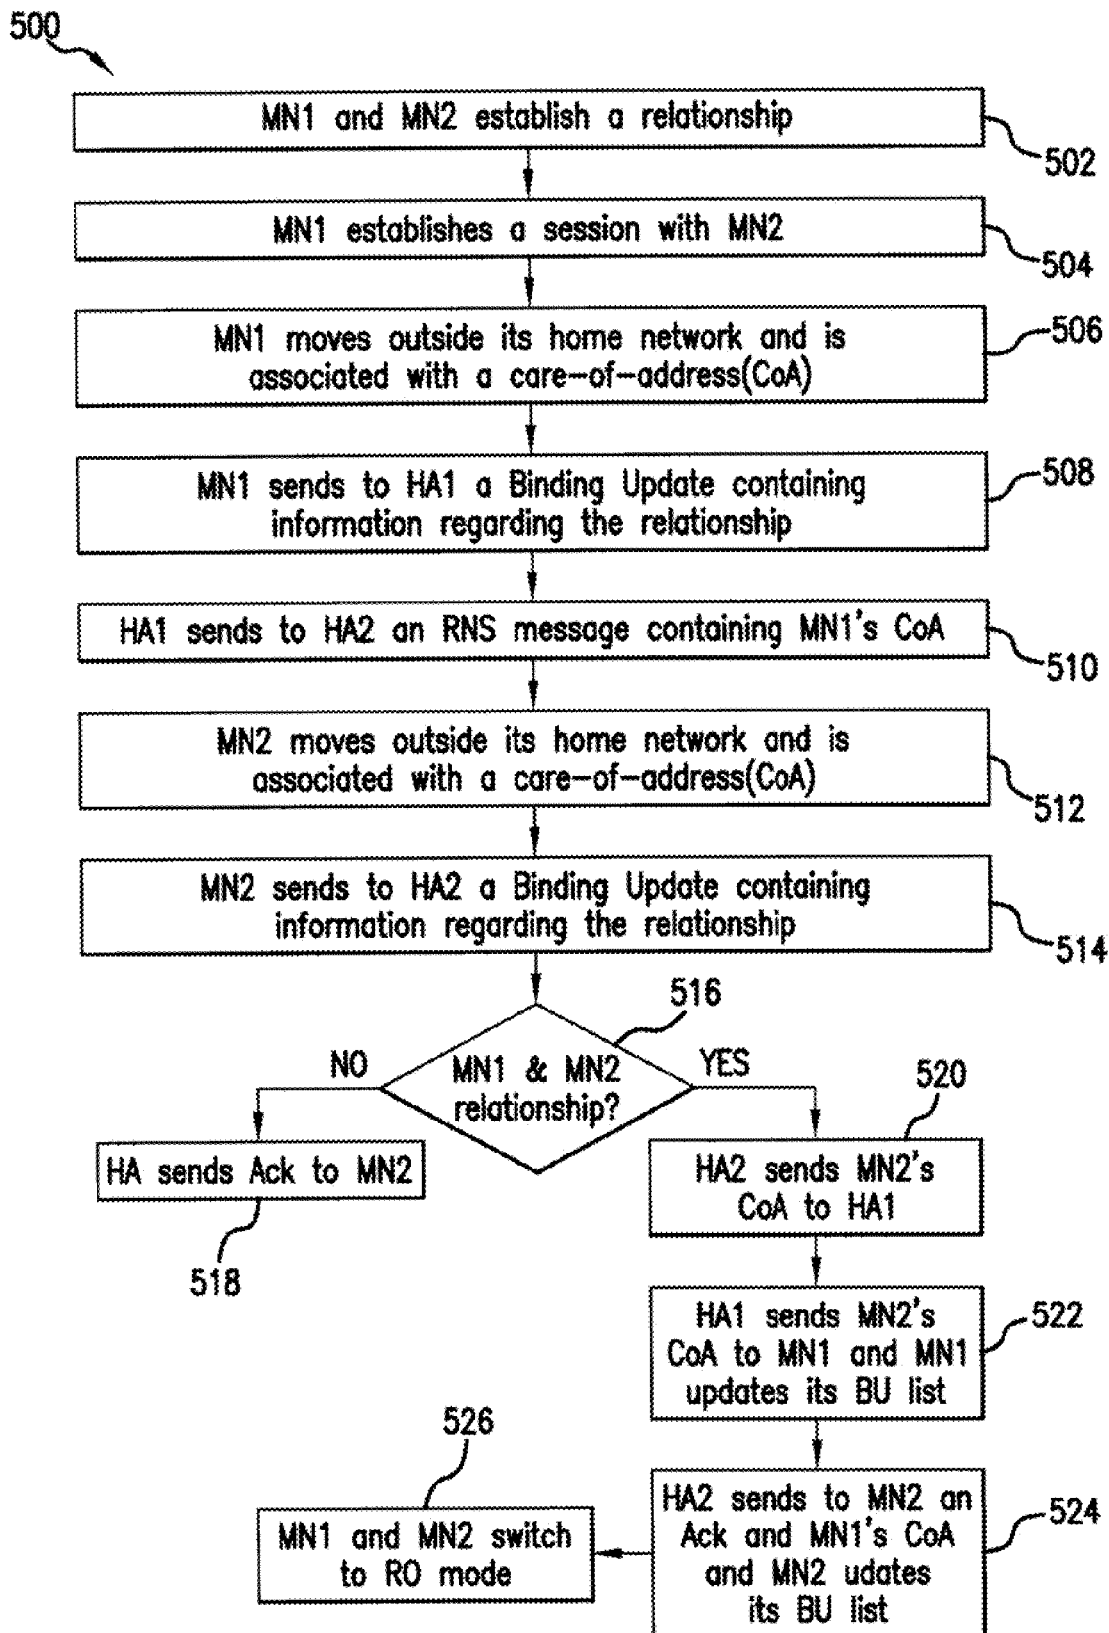 500
MN1 and MN2 establish a relationship
502
MN1 establishes a session with MN2
504
MN1 moves outside its home network and is
associated with a care-of-address(CoA)
506
MN1 sends to HA1 a Binding Update containing
information regarding the relationship
508
HA1 sends to HA2 an RNS message containing MN1's CoA
510
MN2 moves outside its home network and is
associated with a care-of-address(CoA)
512
MN2 sends to HA2 a Binding Update containing
information regarding the relationship
514
516
NO
MN1 & MN2
relationship?
YES
HA sends Ack to MN2
518
520
HA2 sends MN2's
CoA to HA1
HA1 sends MN2's
CoA to MN1 and MN1
updates its BU list
522
HA2 sends to MN2 an
Ack and MN1's CoA
and MN2 udates
its BU list
524
526
MN1 and MN2 switch
to RO mode